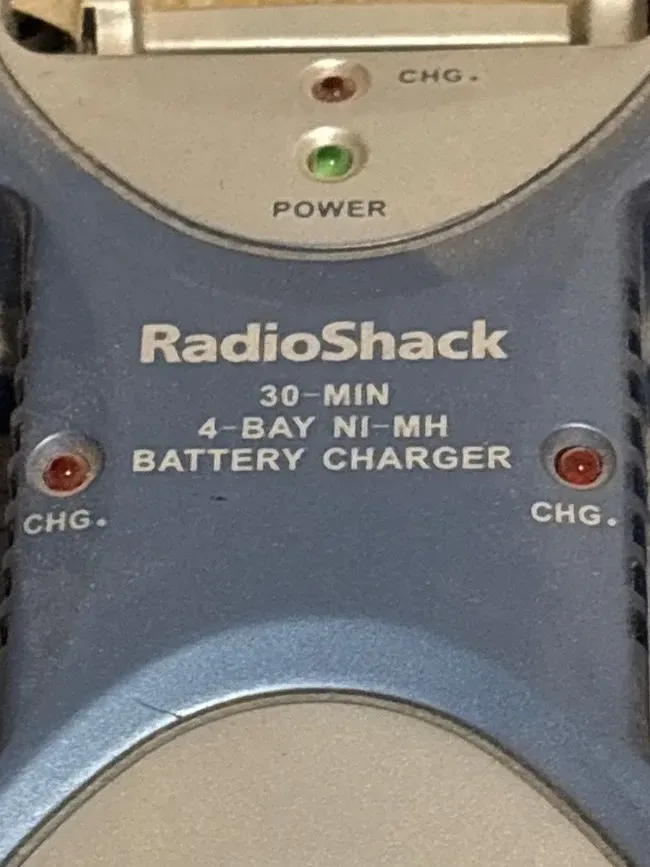 CHG.
POWER
RadioShack
30-MIN
4-BAY NI-MH
BATTERY CHARGER
CHG.
CHG.